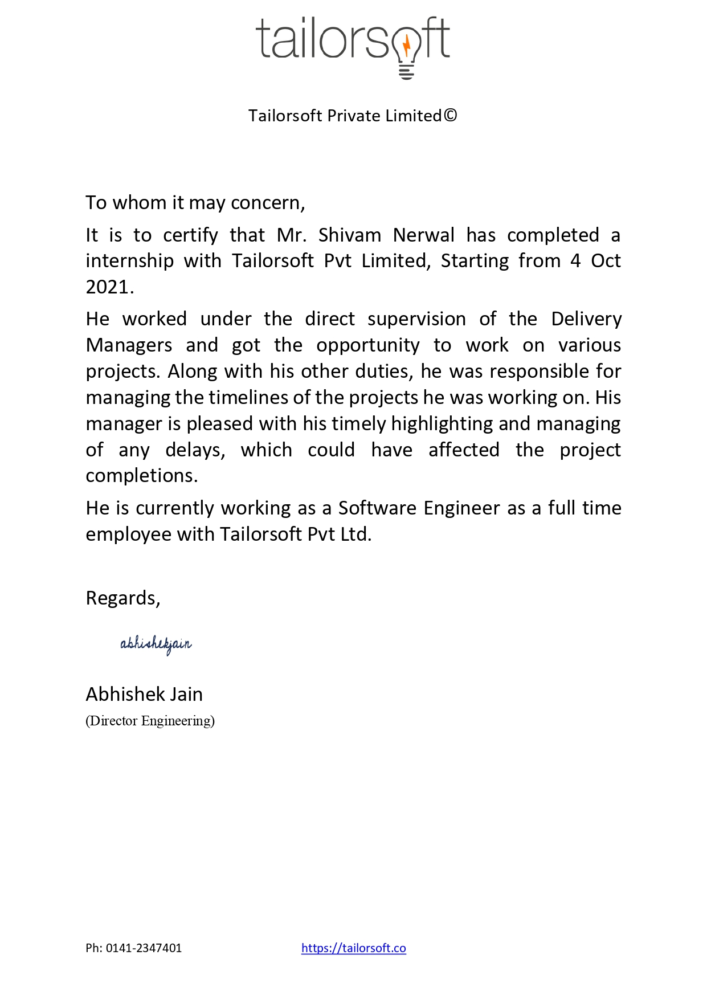 tailorsoft
Tailorsoft Private Limited©
To whom it may concern,
It is to certify that Mr. Shivam Nerwal has completed a
internship with Tailorsoft Pvt Limited, Starting from 4 Oct
2021.
He worked under the direct supervision of the Delivery
Managers and got the opportunity to work on various
projects. Along with his other duties, he was responsible for
managing the timelines of the projects he was working on. His
manager is pleased with his timely highlighting and managing
of any delays, which could have affected the project
completions.
He is currently working as a Software Engineer as a full time
employee with Tailorsoft Pvt Ltd.
Regards,
abhishekjain
Abhishek Jain
(Director Engineering)
Ph: 0141-2347401 https://tailorsoft.co